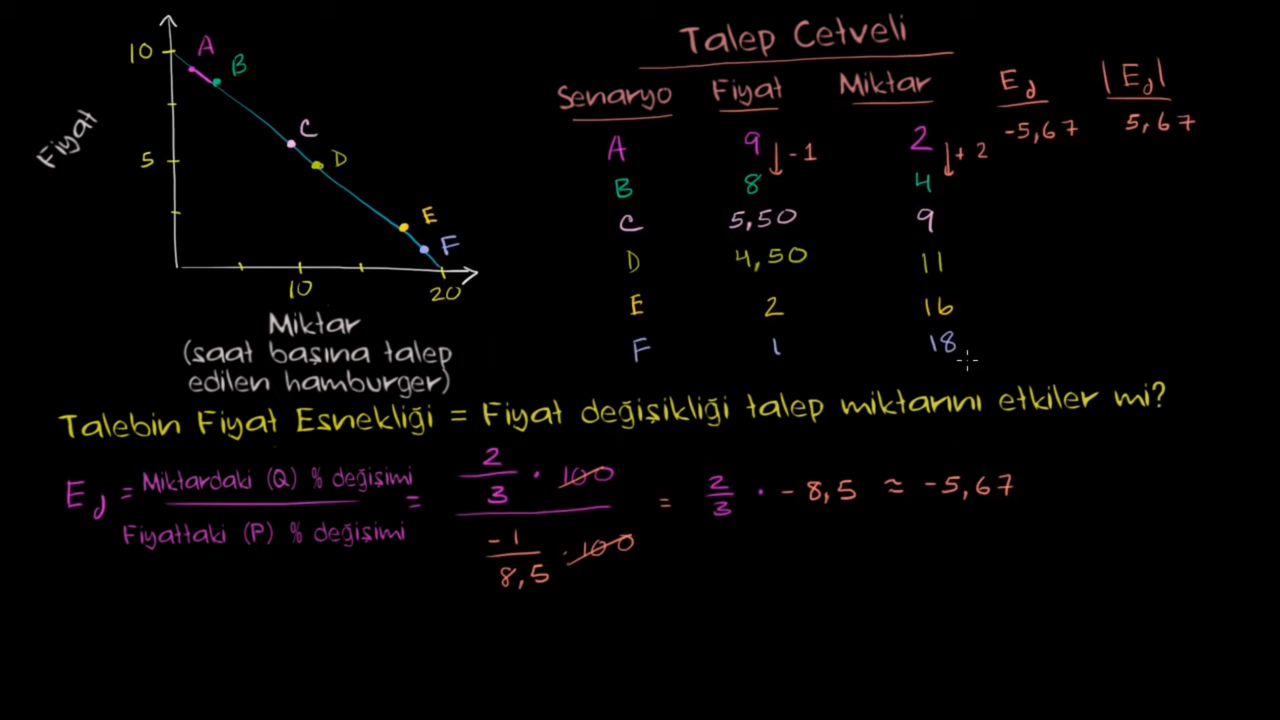 10
A
B
C
5
D
E
F
10
20
Fiyat
Miktar
(saat başına talep
edilen hamburger)
Talep Cetveli
Senaryo Fiyat Miktar E_d |E_d|
-5,67 5,67
A 9 2
-1 +2
B 8 4
C 5,50 9
D 4,50 11
E 2 16
F 1 18
Talebin Fiyat Esnekliği = Fiyat değişikliği talep miktarını etkiler mi?
E_d = Miktardaki (Q) % değişimi / Fiyattaki (P) % değişimi = 2/3 · 100 / -1/8,5 · 100 = 2/3 · -8,5 ≈ -5,67